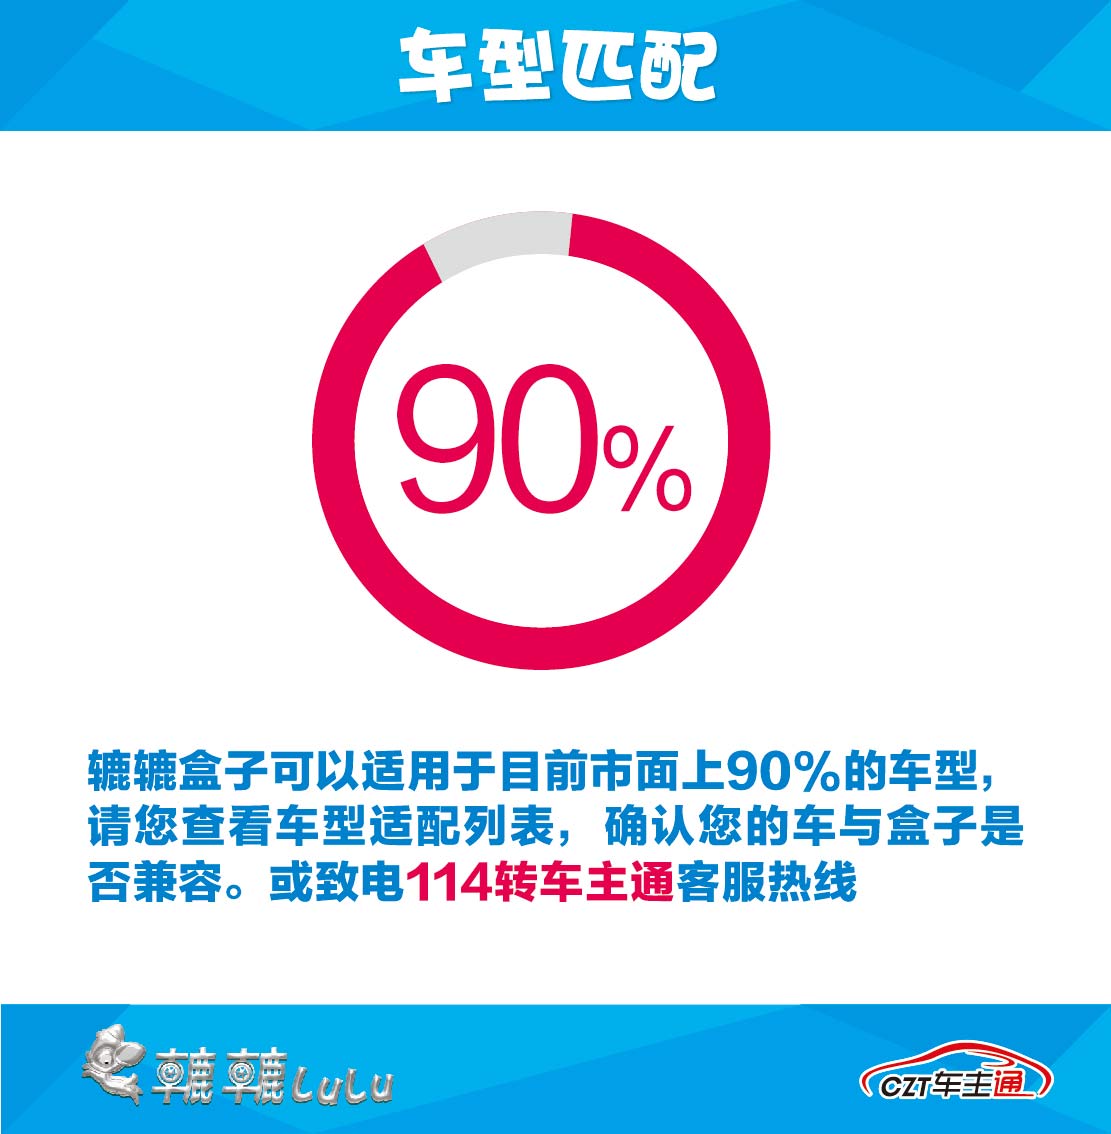 车型匹配
90%
辘辘盒子可以适用于目前市面上90%的车型，
请您查看车型适配列表，确认您的车与盒子是
否兼容。或致电114转车主通客服热线
辘辘LuLu
CZT车主通